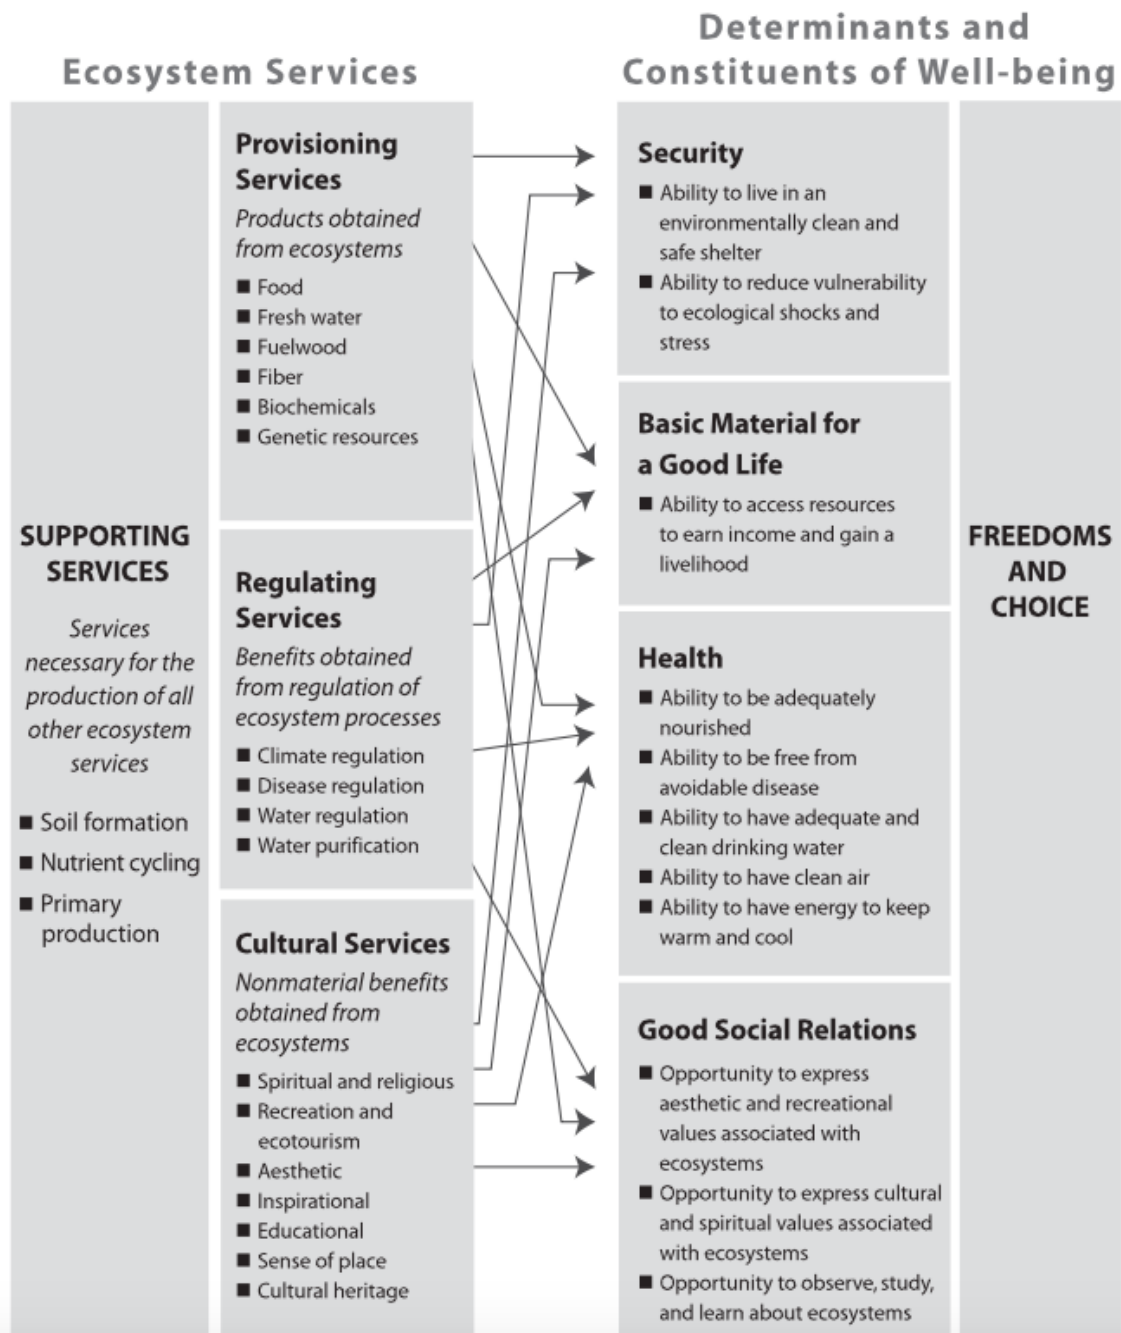 Ecosystem Services
Determinants and
Constituents of Well-being
SUPPORTING
SERVICES
Services
necessary for the
production of all
other ecosystem
services
■ Soil formation
■ Nutrient cycling
■ Primary
production
Provisioning
Services
Products obtained
from ecosystems
■ Food
■ Fresh water
■ Fuelwood
■ Fiber
■ Biochemicals
■ Genetic resources
Regulating
Services
Benefits obtained
from regulation of
ecosystem processes
■ Climate regulation
■ Disease regulation
■ Water regulation
■ Water purification
Cultural Services
Nonmaterial benefits
obtained from
ecosystems
■ Spiritual and religious
■ Recreation and
ecotourism
■ Aesthetic
■ Inspirational
■ Educational
■ Sense of place
■ Cultural heritage
Security
■ Ability to live in an
environmentally clean and
safe shelter
■ Ability to reduce vulnerability
to ecological shocks and
stress
Basic Material for
a Good Life
■ Ability to access resources
to earn income and gain a
livelihood
Health
■ Ability to be adequately
nourished
■ Ability to be free from
avoidable disease
■ Ability to have adequate and
clean drinking water
■ Ability to have clean air
■ Ability to have energy to keep
warm and cool
Good Social Relations
■ Opportunity to express
aesthetic and recreational
values associated with
ecosystems
■ Opportunity to express cultural
and spiritual values associated
with ecosystems
■ Opportunity to observe, study,
and learn about ecosystems
FREEDOMS
AND
CHOICE